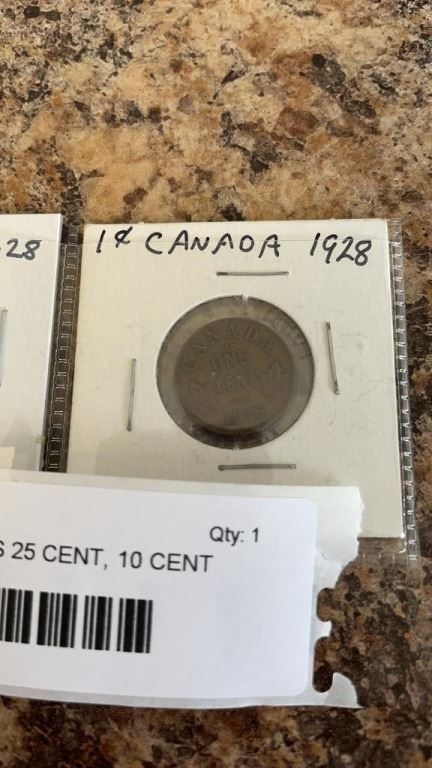 28
1¢ CANADA 1928
CANADA
ONE
CENT
Qty: 1
S 25 CENT, 10 CENT